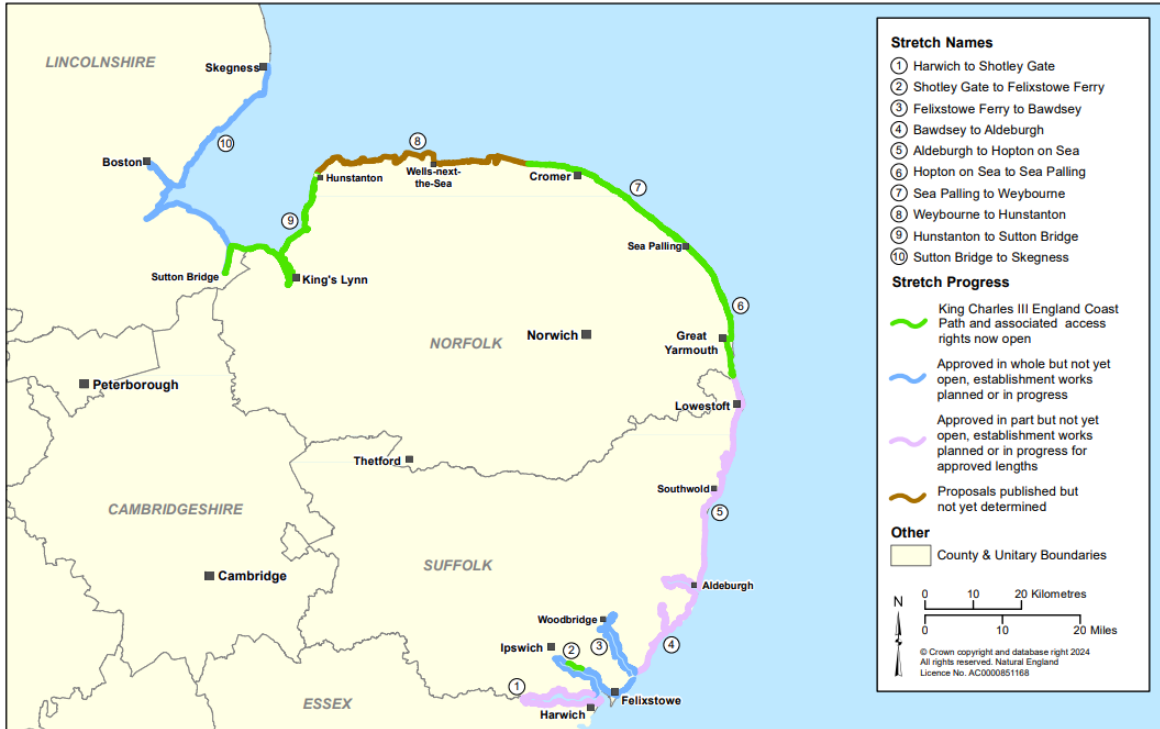 LINCOLNSHIRE
Skegness
10
Boston
8
Hunstanton
Wells-next-
the-Sea
Cromer
7
9
Sea Palling
Sutton Bridge
King's Lynn
6
Norwich
Great
Yarmouth
NORFOLK
Peterborough
Lowestoft
Thetford
Southwold
5
CAMBRIDGESHIRE
SUFFOLK
Cambridge
Aldeburgh
Woodbridge
Ipswich
2
3
4
1
Felixstowe
ESSEX
Harwich
Stretch Names
1 Harwich to Shotley Gate
2 Shotley Gate to Felixstowe Ferry
3 Felixstowe Ferry to Bawdsey
4 Bawdsey to Aldeburgh
5 Aldeburgh to Hopton on Sea
6 Hopton on Sea to Sea Palling
7 Sea Palling to Weybourne
8 Weybourne to Hunstanton
9 Hunstanton to Sutton Bridge
10 Sutton Bridge to Skegness
Stretch Progress
King Charles III England Coast
Path and associated access
rights now open
Approved in whole but not yet
open, establishment works
planned or in progress
Approved in part but not yet
open, establishment works
planned or in progress for
approved lengths
Proposals published but
not yet determined
Other
County & Unitary Boundaries
N
0 10 20 Kilometres
0 10 20 Miles
© Crown copyright and database right 2024
All rights reserved. Natural England
Licence No. AC0000851168